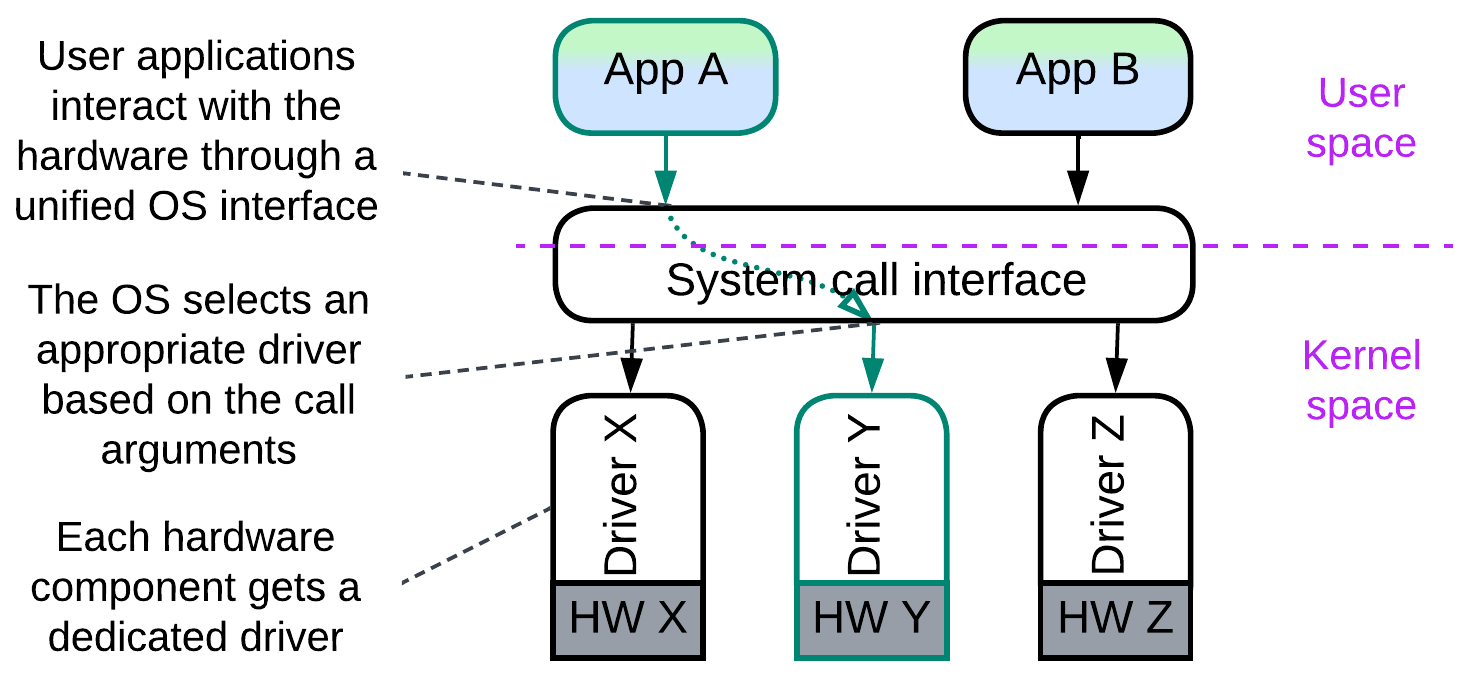 User applications
interact with the
hardware through a
unified OS interface
The OS selects an
appropriate driver
based on the call
arguments
Each hardware
component gets a
dedicated driver
App A
App B
User
space
System call interface
Kernel
space
Driver X
Driver Y
Driver Z
HW X
HW Y
HW Z